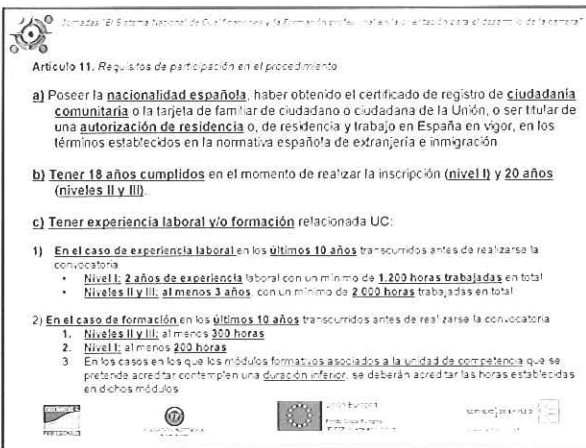 Jornadas "El Sistema Nacional de Cualificaciones y la Formación profesional en la orientación para el desarrollo de la carrera"
Artículo 11. Requisitos de participación en el procedimiento
a) Poseer la nacionalidad española, haber obtenido el certificado de registro de ciudadanía
comunitaria o la tarjeta de familiar de ciudadano o ciudadana de la Unión, o ser titular de
una autorización de residencia o, de residencia y trabajo en España en vigor, en los
términos establecidos en la normativa española de extranjería e inmigración
b) Tener 18 años cumplidos en el momento de realizar la inscripción (nivel I) y 20 años
(niveles II y III).
c) Tener experiencia laboral y/o formación relacionada UC:
1) En el caso de experiencia laboral en los últimos 10 años transcurridos antes de realizarse la
convocatoria
• Nivel I: 2 años de experiencia laboral con un mínimo de 1.200 horas trabajadas en total
• Niveles II y III: al menos 3 años, con un mínimo de 2.000 horas trabajadas en total
2) En el caso de formación en los últimos 10 años transcurridos antes de realizarse la convocatoria
1. Niveles II y III: al menos 300 horas
2. Nivel I: al menos 200 horas
3. En los casos en los que los módulos formativos asociados a la unidad de competencia que se
pretende acreditar contemplen una duración inferior, se deberán acreditar las horas establecidas
en dichos módulos
Unión Europea